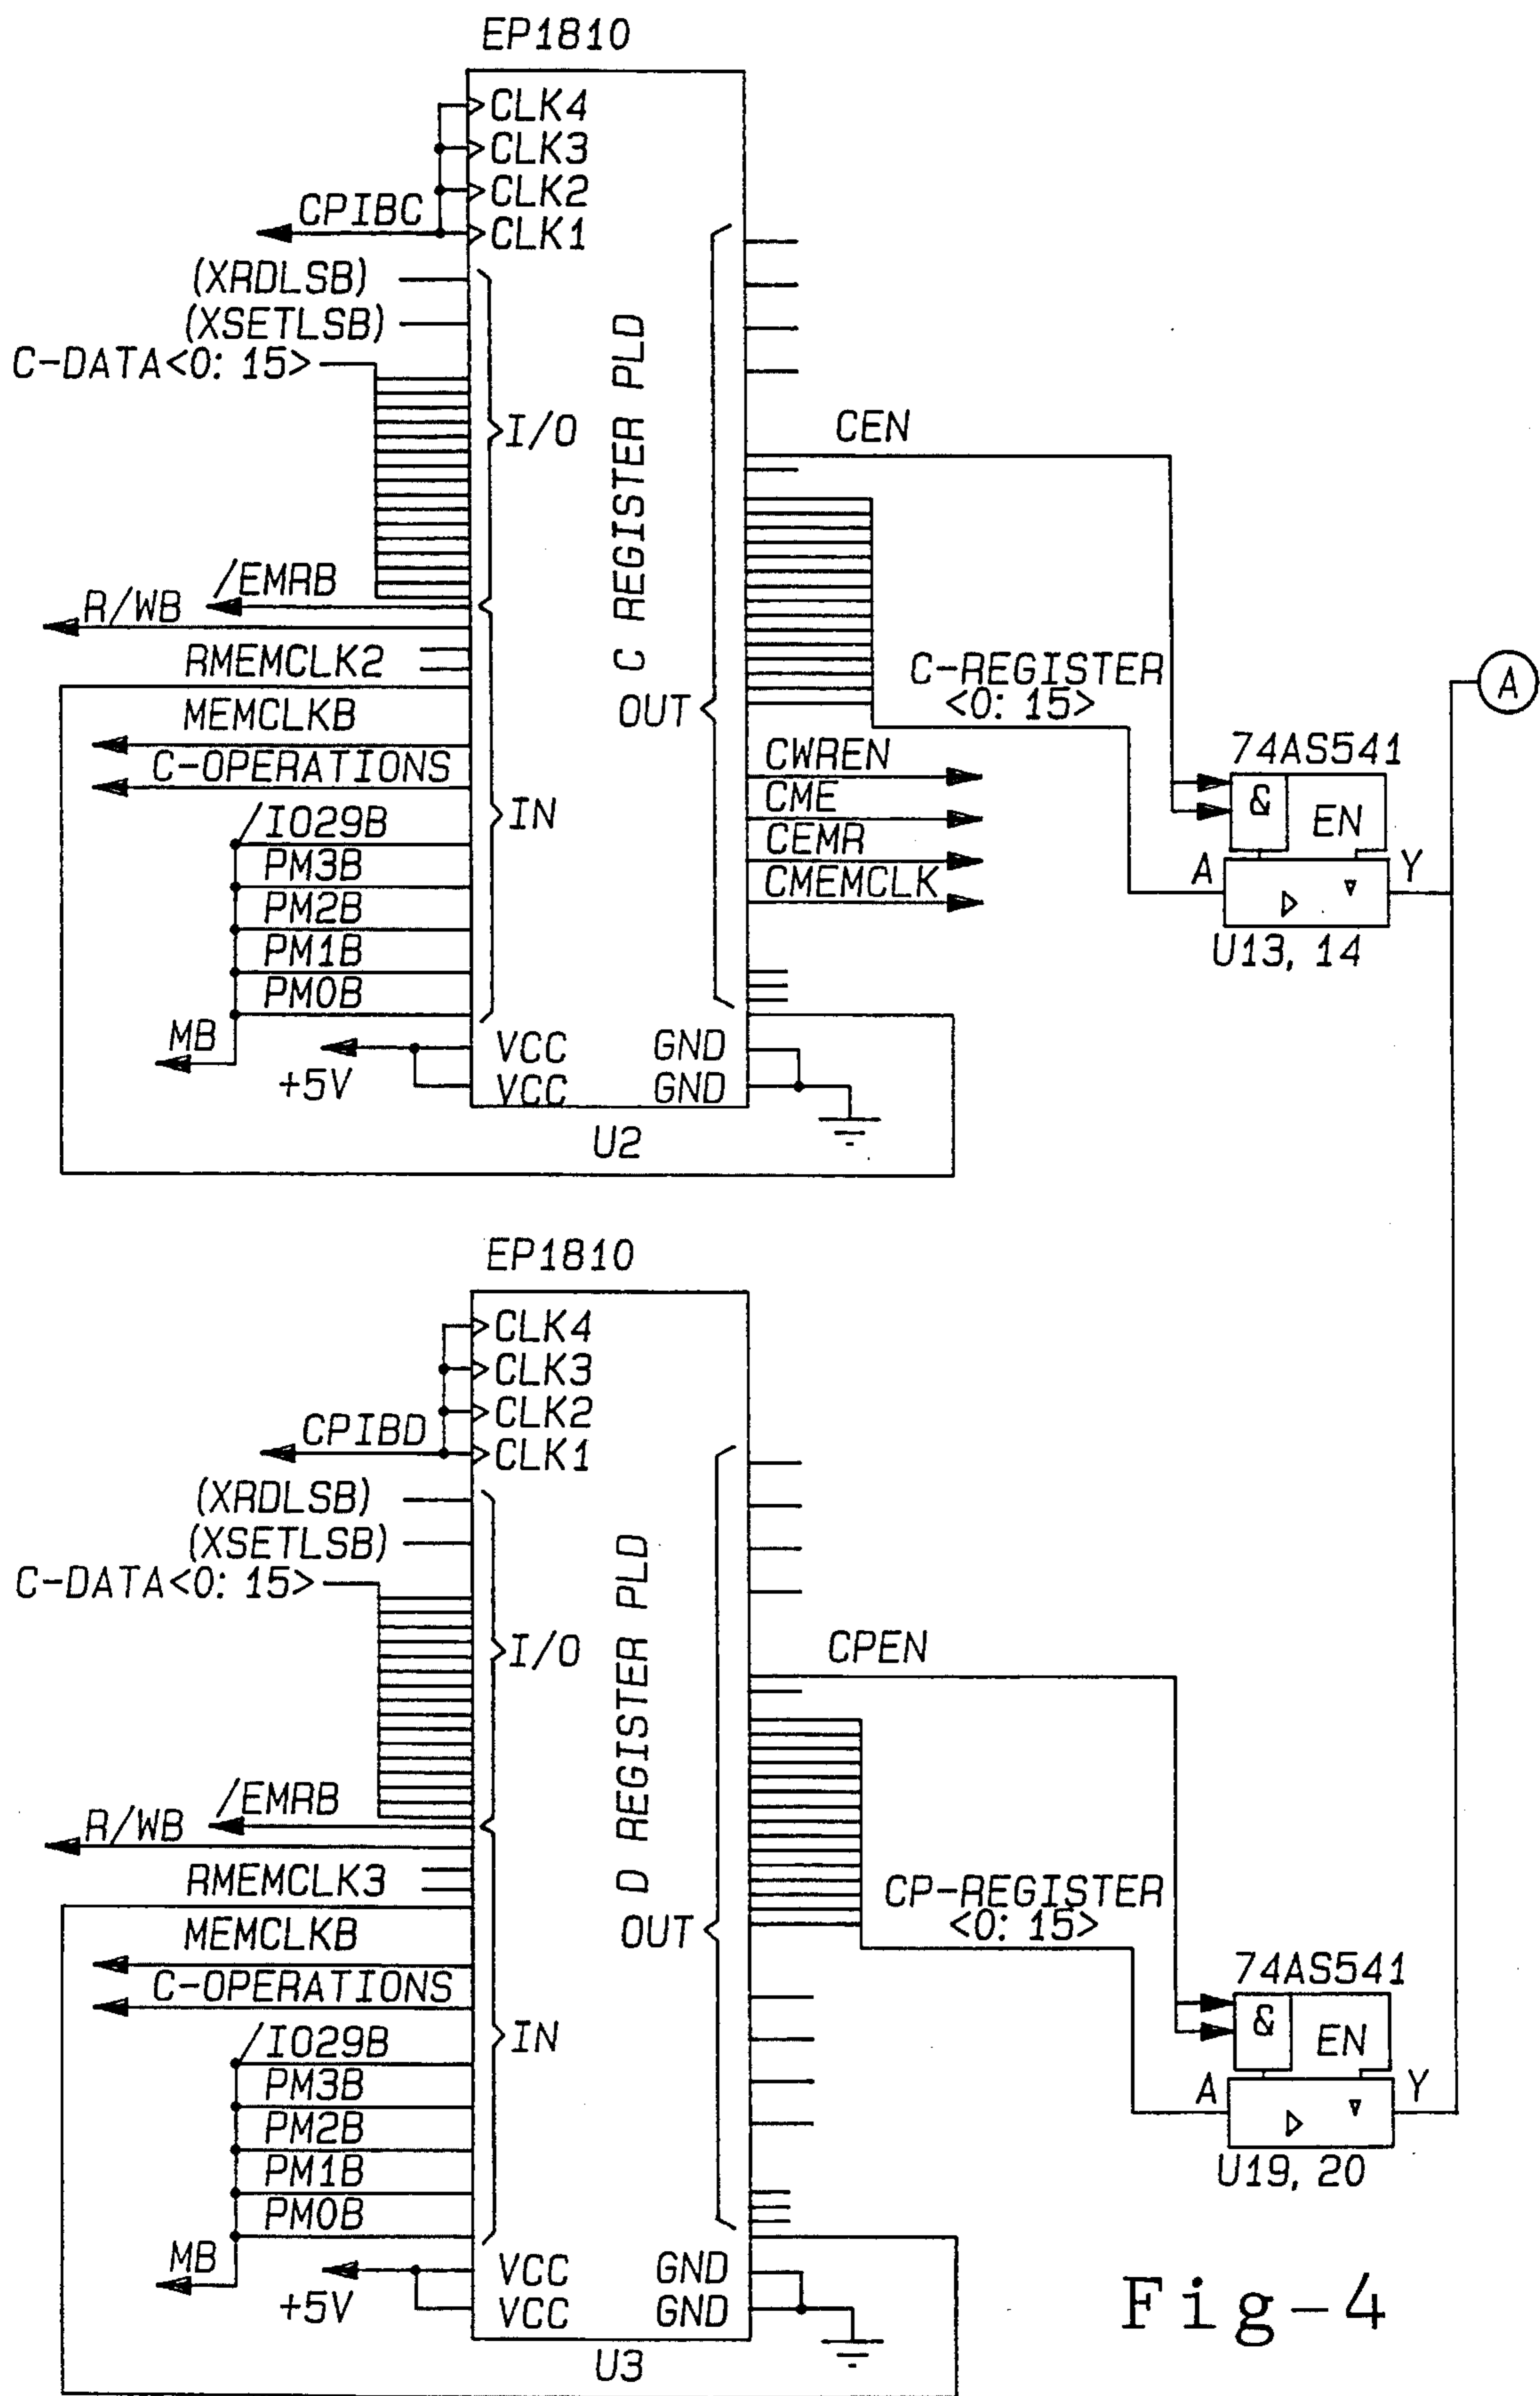 EP1810
CLK4
CLK3
CLK2
CPIBC
CLK1
(XRDLSB)
(XSETLSB)
C-DATA<0: 15>
I/O
C REGISTER PLD
CEN
/EMRB
R/WB
RMEMCLK2
C-REGISTER
<0: 15>
OUT
A
MEMCLKB
C-OPERATIONS
CWREN
CME
CEMR
CMEMCLK
74AS541
&
EN
A
Y
U13, 14
/IO29B
IN
PM3B
PM2B
PM1B
PM0B
MB
+5V
VCC
GND
VCC
GND
U2
EP1810
CLK4
CLK3
CLK2
CPIBD
CLK1
(XRDLSB)
(XSETLSB)
C-DATA<0: 15>
I/O
D REGISTER PLD
CPEN
/EMRB
R/WB
RMEMCLK3
CP-REGISTER
<0: 15>
OUT
MEMCLKB
C-OPERATIONS
74AS541
&
EN
A
Y
U19, 20
/IO29B
IN
PM3B
PM2B
PM1B
PM0B
MB
+5V
VCC
GND
VCC
GND
U3
Fig-4